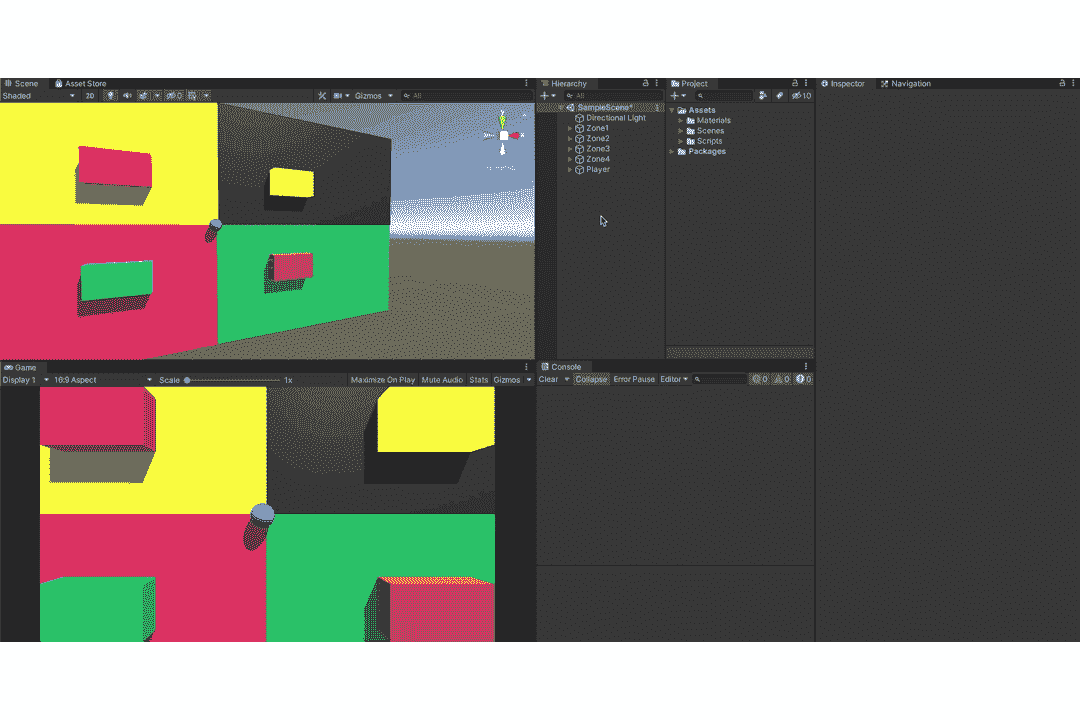 Scene Asset Store
Shaded 2D Gizmos All
Hierarchy
All
SampleScene*
Directional Light
Zone1
Zone2
Zone3
Zone4
Player
Project
10
Assets
Materials
Scenes
Scripts
Packages
Inspector Navigation
Game
Display 1 16:9 Aspect Scale 1x Maximize On Play Mute Audio Stats Gizmos
Console
Clear Collapse Error Pause Editor 0 0 0